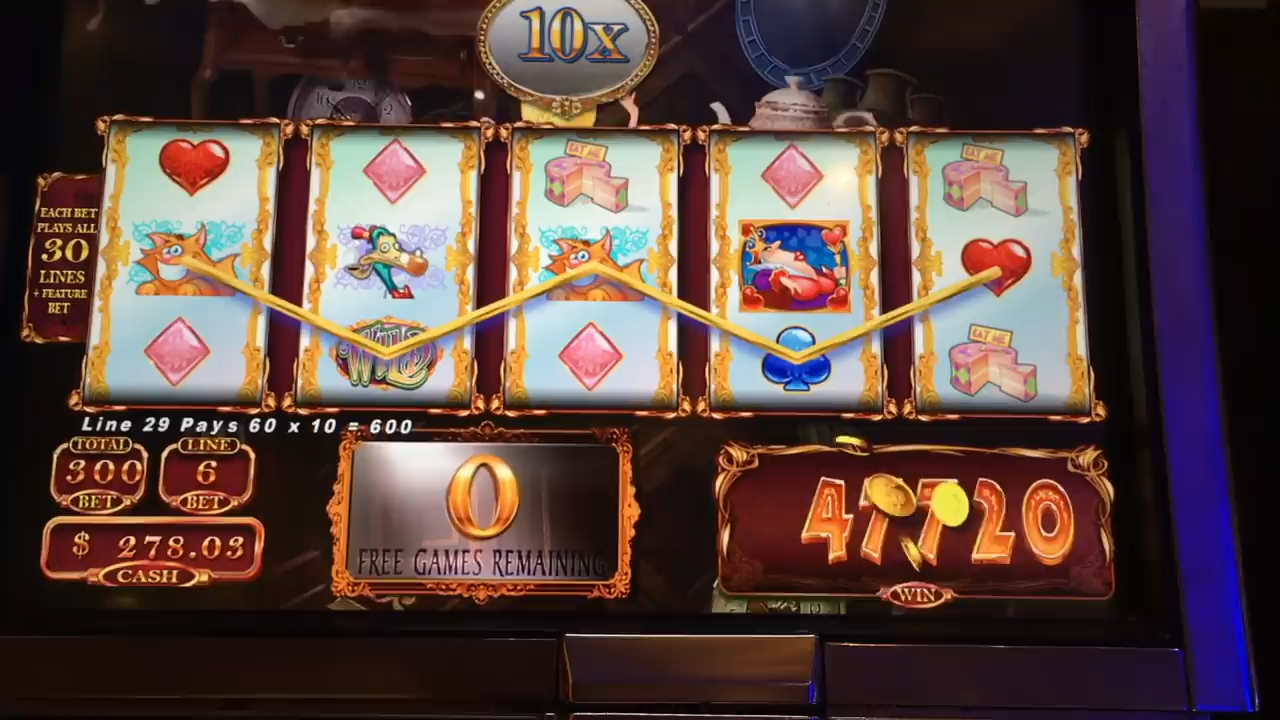 10x
EAT ME
EAT ME
EACH BET
PLAYS ALL
30
LINES
+ FEATURE
BET
WILD
EAT ME
Line 29 Pays 60 x 10 = 600
TOTAL
300
BET
LINE
6
BET
$ 278.03
CASH
0
FREE GAMES REMAINING
WIN